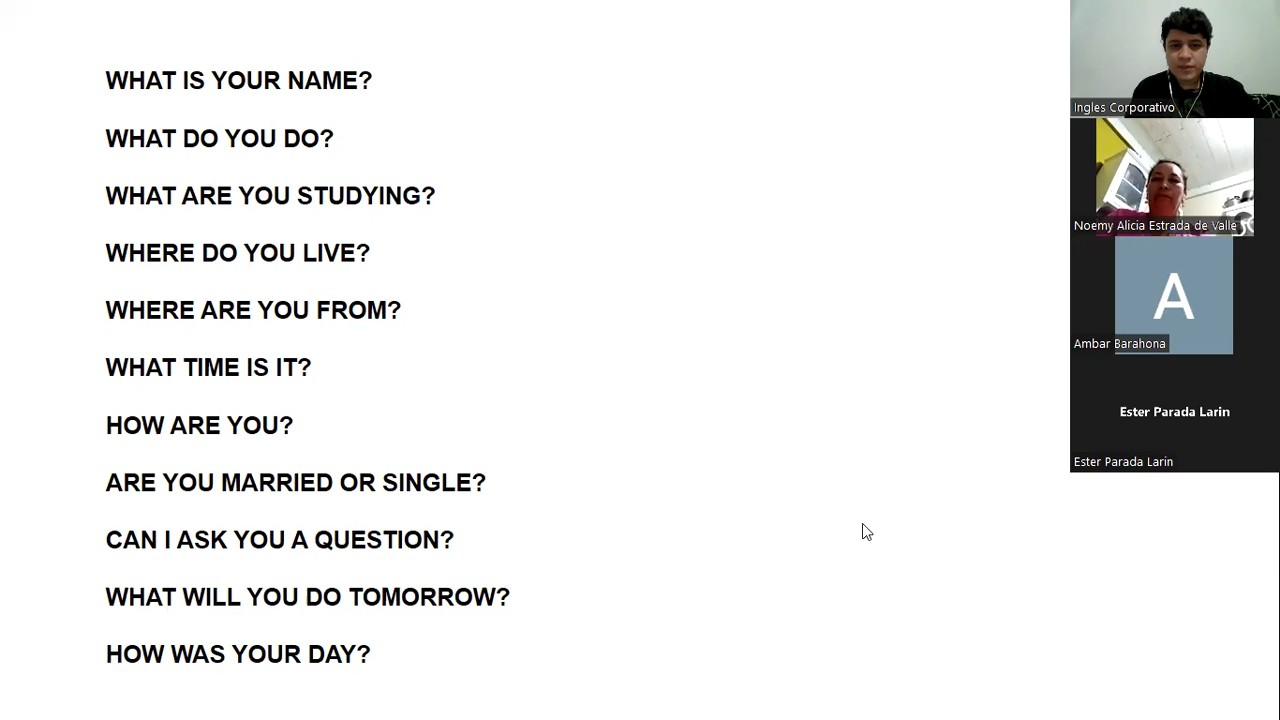 WHAT IS YOUR NAME?
WHAT DO YOU DO?
WHAT ARE YOU STUDYING?
WHERE DO YOU LIVE?
WHERE ARE YOU FROM?
WHAT TIME IS IT?
HOW ARE YOU?
ARE YOU MARRIED OR SINGLE?
CAN I ASK YOU A QUESTION?
WHAT WILL YOU DO TOMORROW?
HOW WAS YOUR DAY?
Ingles Corporativo
Noemy Alicia Estrada de Valle
A
Ambar Barahona
Ester Parada Larin
Ester Parada Larin